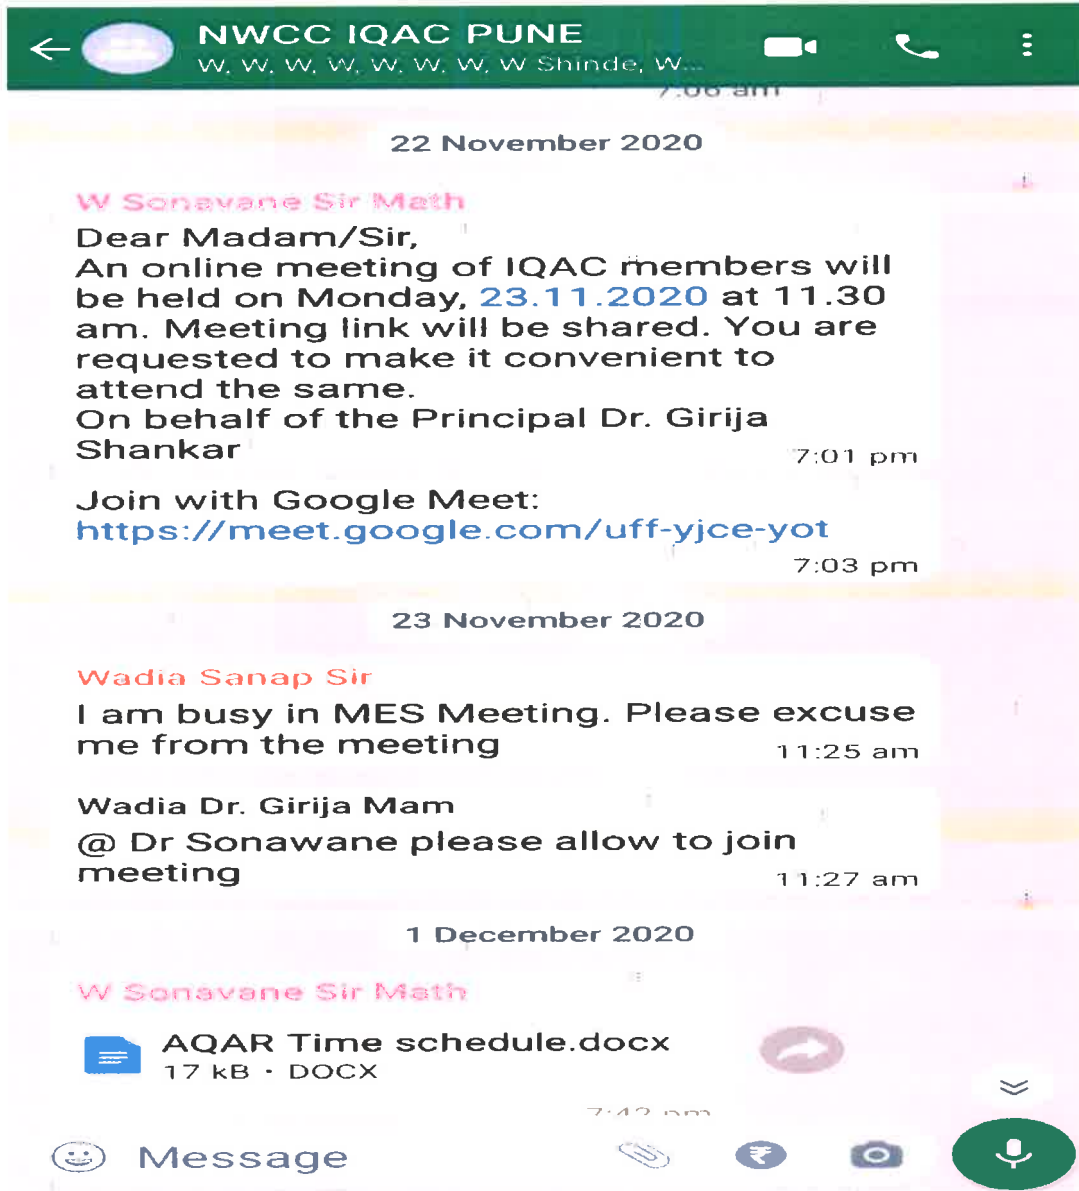 NWCC IQAC PUNE
W, W, W, W, W, W, W, W Shinde, W...
7:06 am
22 November 2020
W Sonavane Sir Math
Dear Madam/Sir,
An online meeting of IQAC members will
be held on Monday, 23.11.2020 at 11.30
am. Meeting link will be shared. You are
requested to make it convenient to
attend the same.
On behalf of the Principal Dr. Girija
Shankar
7:01 pm
Join with Google Meet:
https://meet.google.com/uff-yjce-yot
7:03 pm
23 November 2020
Wadia Sanap Sir
I am busy in MES Meeting. Please excuse
me from the meeting
11:25 am
Wadia Dr. Girija Mam
@ Dr Sonawane please allow to join
meeting
11:27 am
1 December 2020
W Sonavane Sir Math
AQAR Time schedule.docx
17 kB • DOCX
7:42 pm
Message